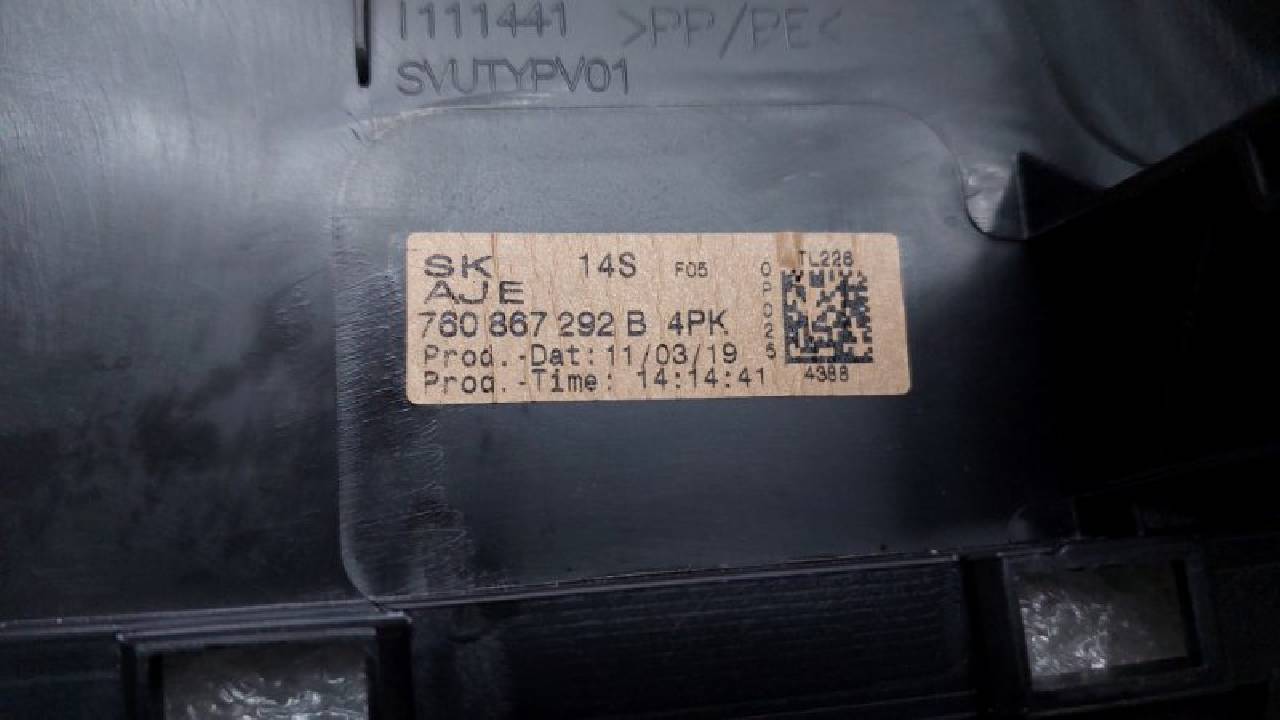 1111441 >PP/PE<
SVUTYPV01
SK 14S F05
AJE
760 867 292 B 4PK
Prod.-Dat: 11/03/19
Prod.-Time: 14:14:41
0P025
TL226
4388